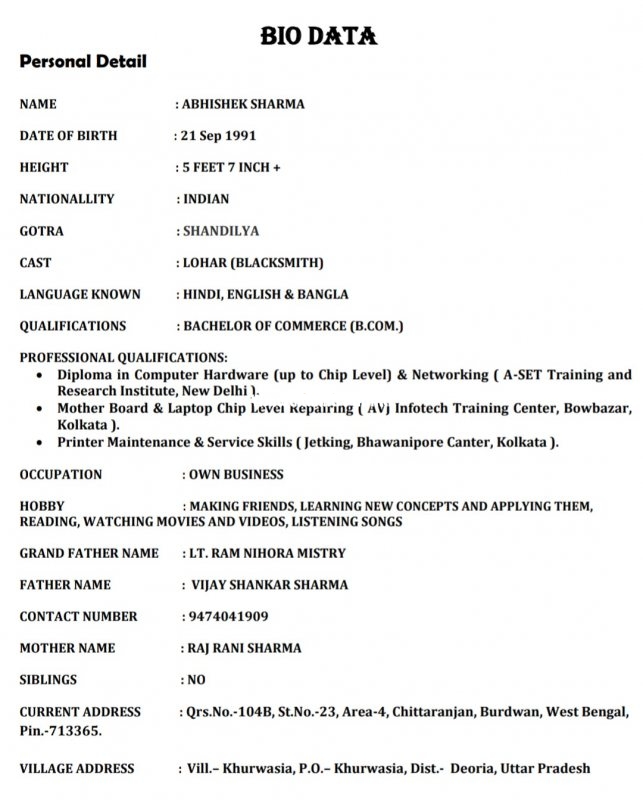 BIO DATA
Personal Detail
NAME : ABHISHEK SHARMA
DATE OF BIRTH : 21 Sep 1991
HEIGHT : 5 FEET 7 INCH +
NATIONALLITY : INDIAN
GOTRA : SHANDILYA
CAST : LOHAR (BLACKSMITH)
LANGUAGE KNOWN : HINDI, ENGLISH & BANGLA
QUALIFICATIONS : BACHELOR OF COMMERCE (B.COM.)
PROFESSIONAL QUALIFICATIONS:
• Diploma in Computer Hardware (up to Chip Level) & Networking ( A-SET Training and
Research Institute, New Delhi ).
• Mother Board & Laptop Chip Level Repairing ( Infotech Training Center, Bowbazar,
Kolkata ).
• Printer Maintenance & Service Skills ( Jetking, Bhawanipore Canter, Kolkata ).
OCCUPATION : OWN BUSINESS
HOBBY : MAKING FRIENDS, LEARNING NEW CONCEPTS AND APPLYING THEM,
READING, WATCHING MOVIES AND VIDEOS, LISTENING SONGS
GRAND FATHER NAME : LT. RAM NIHORA MISTRY
FATHER NAME : VIJAY SHANKAR SHARMA
CONTACT NUMBER : 9474041909
MOTHER NAME : RAJ RANI SHARMA
SIBLINGS : NO
CURRENT ADDRESS : Qrs.No.-104B, St.No.-23, Area-4, Chittaranjan, Burdwan, West Bengal,
Pin.-713365.
VILLAGE ADDRESS : Vill.– Khurwasia, P.O.– Khurwasia, Dist.- Deoria, Uttar Pradesh